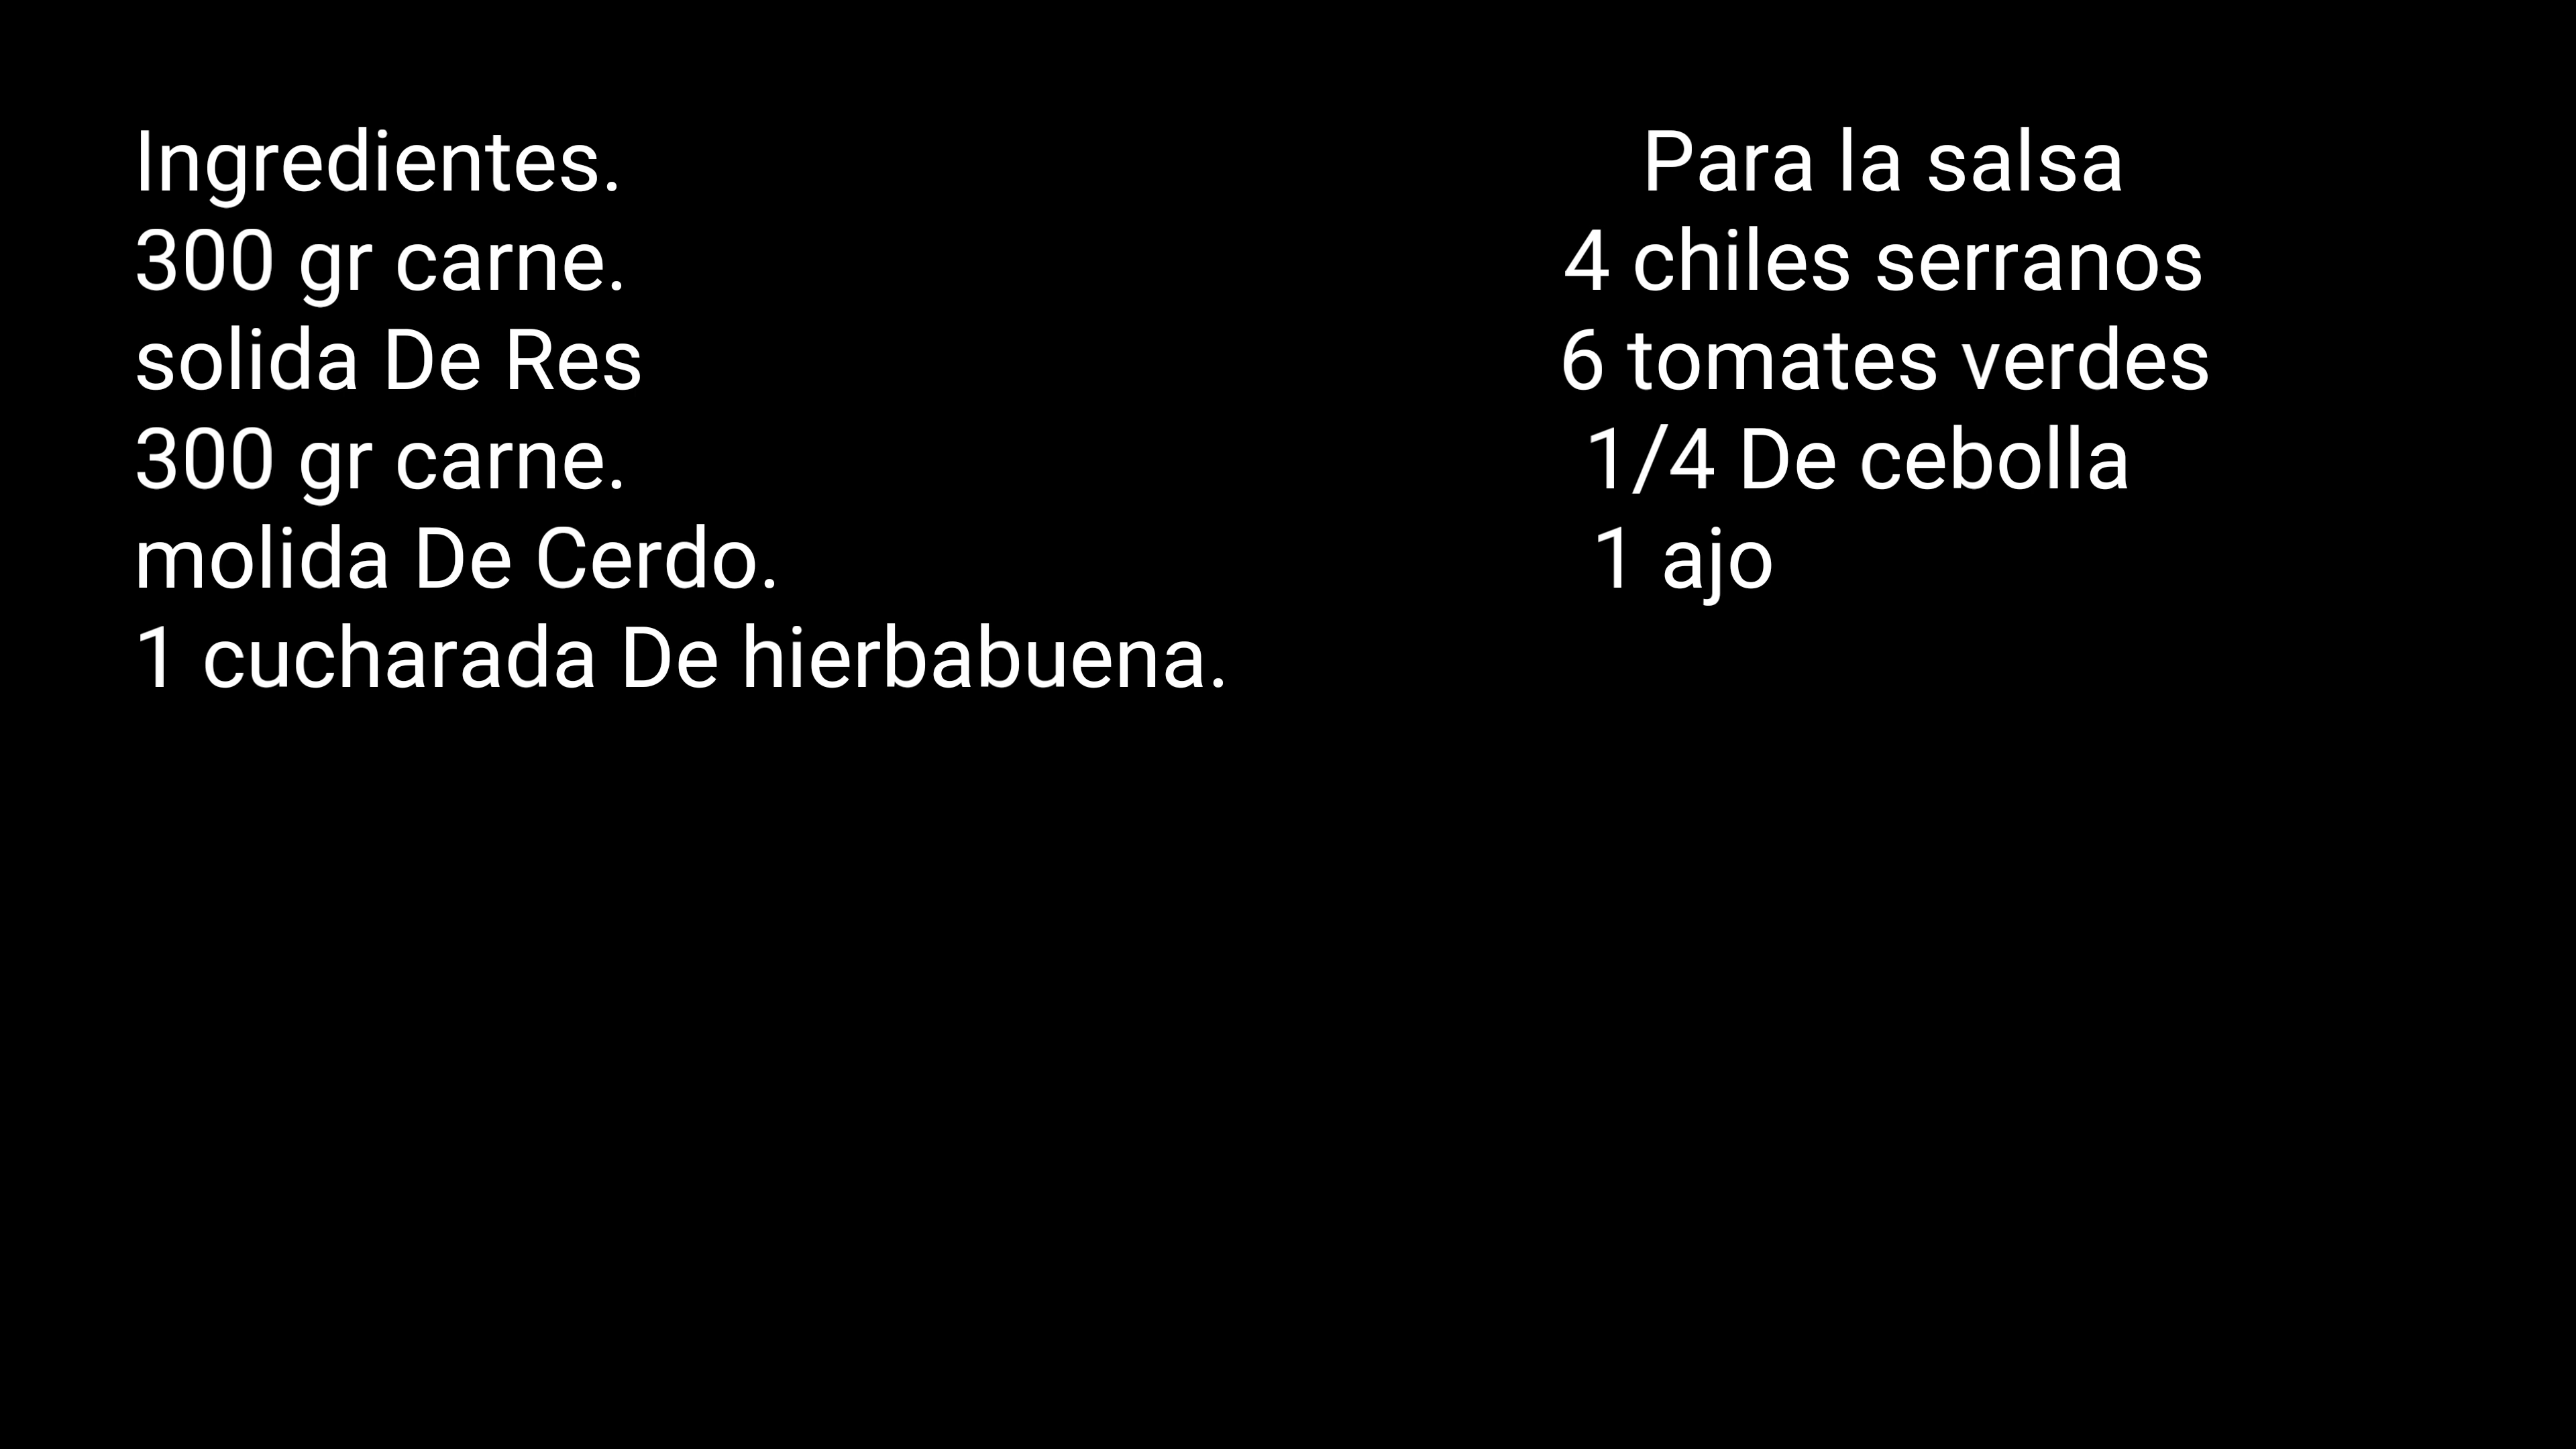 Ingredientes.
300 gr carne.
solida De Res
300 gr carne.
molida De Cerdo.
1 cucharada De hierbabuena.
Para la salsa
4 chiles serranos
6 tomates verdes
1/4 De cebolla
1 ajo